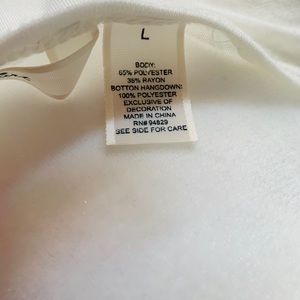 L
BODY:
65% POLYESTER
35% RAYON
BOTTON HANGDOWN:
100% POLYESTER
EXCLUSIVE OF
DECORATION
MADE IN CHINA
RN# 94829
SEE SIDE FOR CARE